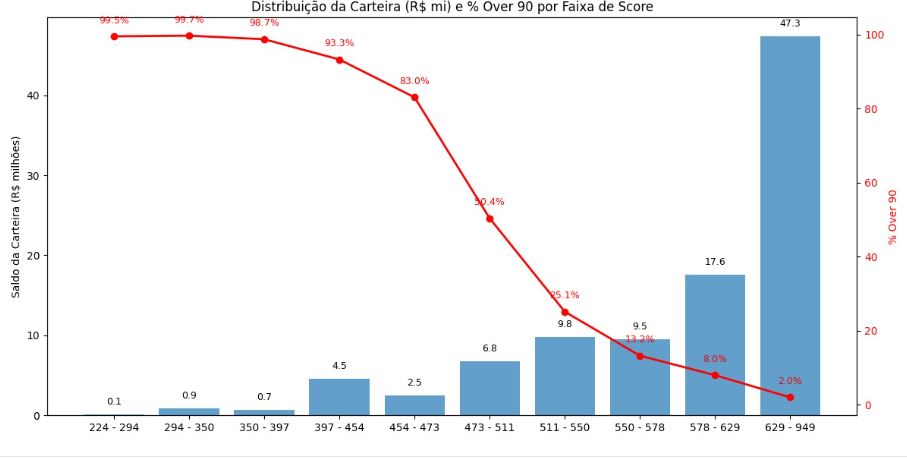 Distribuição da Carteira (R$ mi) e % Over 90 por Faixa de Score
99.5%
99.7%
98.7%
93.3%
83.0%
50.4%
25.1%
13.2%
8.0%
2.0%
0.1
0.9
0.7
4.5
2.5
6.8
9.8
9.5
17.6
47.3
Saldo da Carteira (R$ milhões)
40
30
20
10
0
% Over 90
100
80
60
40
20
0
224 - 294
294 - 350
350 - 397
397 - 454
454 - 473
473 - 511
511 - 550
550 - 578
578 - 629
629 - 949